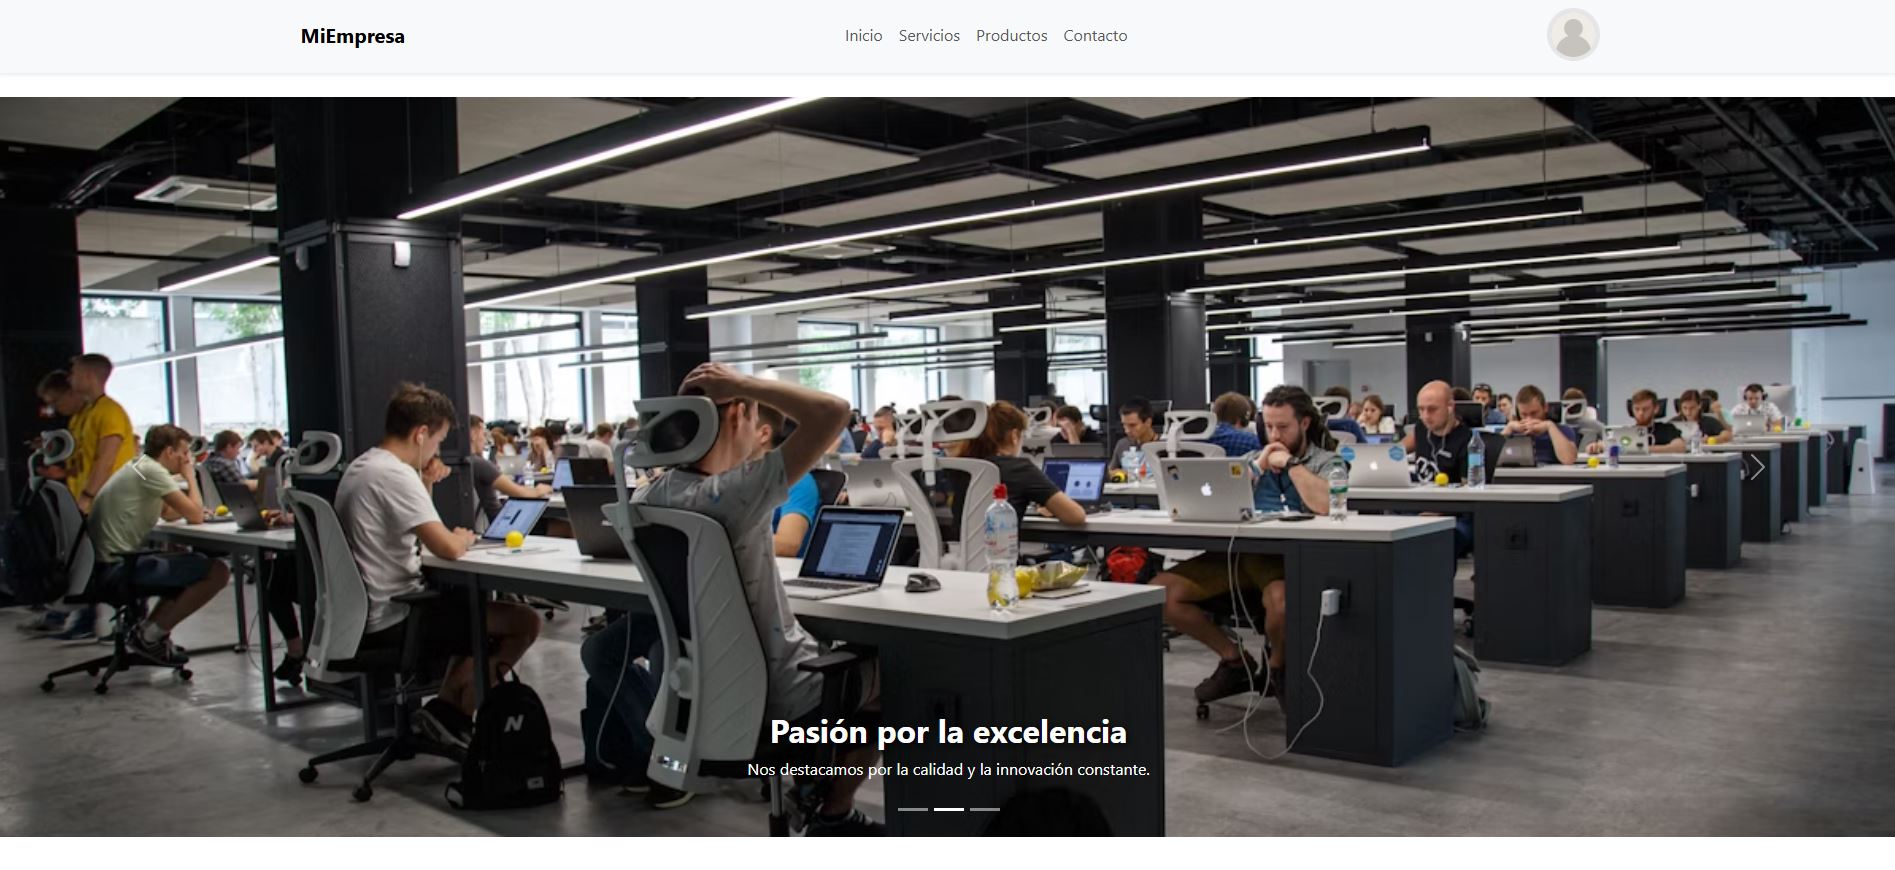 MiEmpresa
Inicio Servicios Productos Contacto
Pasión por la excelencia
Nos destacamos por la calidad y la innovación constante.